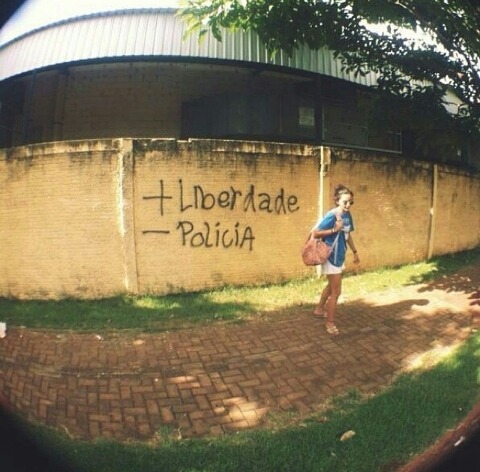 + Liberdade
- Policia